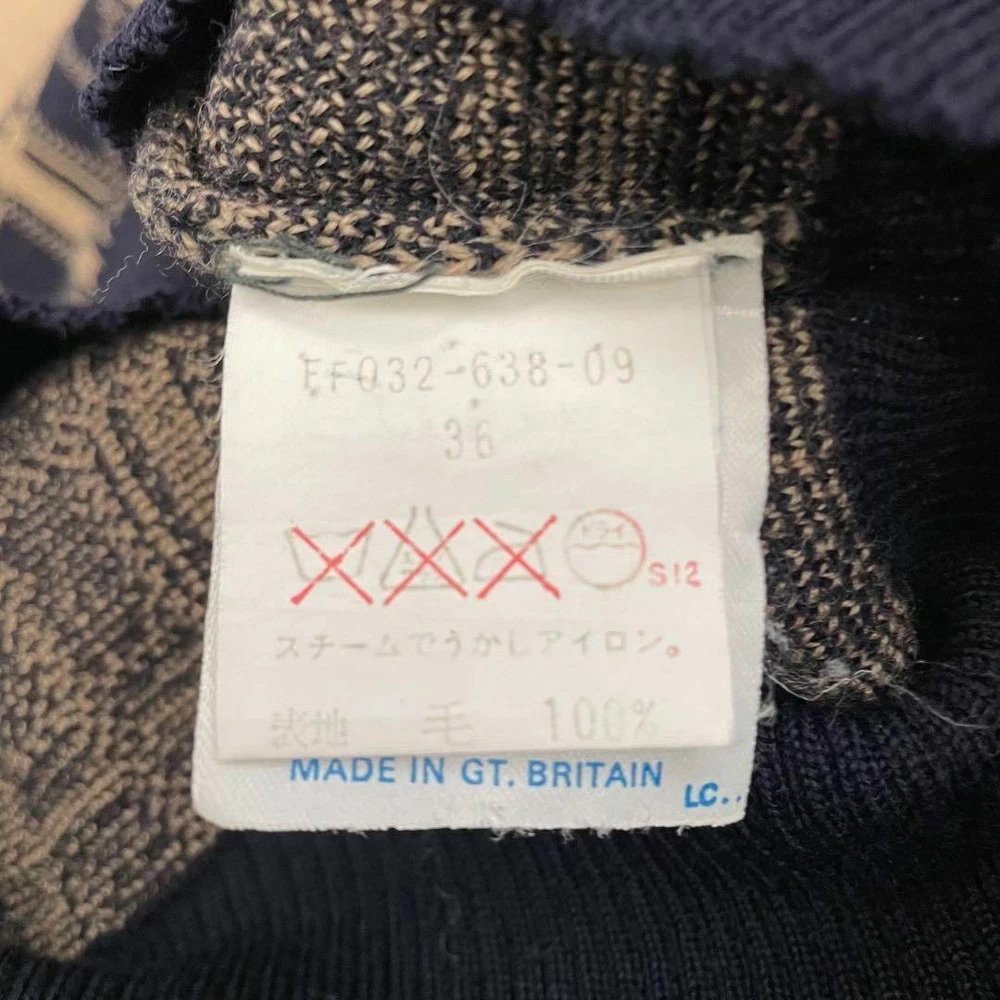 FF032-638-09
36
ドライ
S12
スチームでうかしアイロン。
表地 毛 100%
MADE IN GT. BRITAIN
LC..